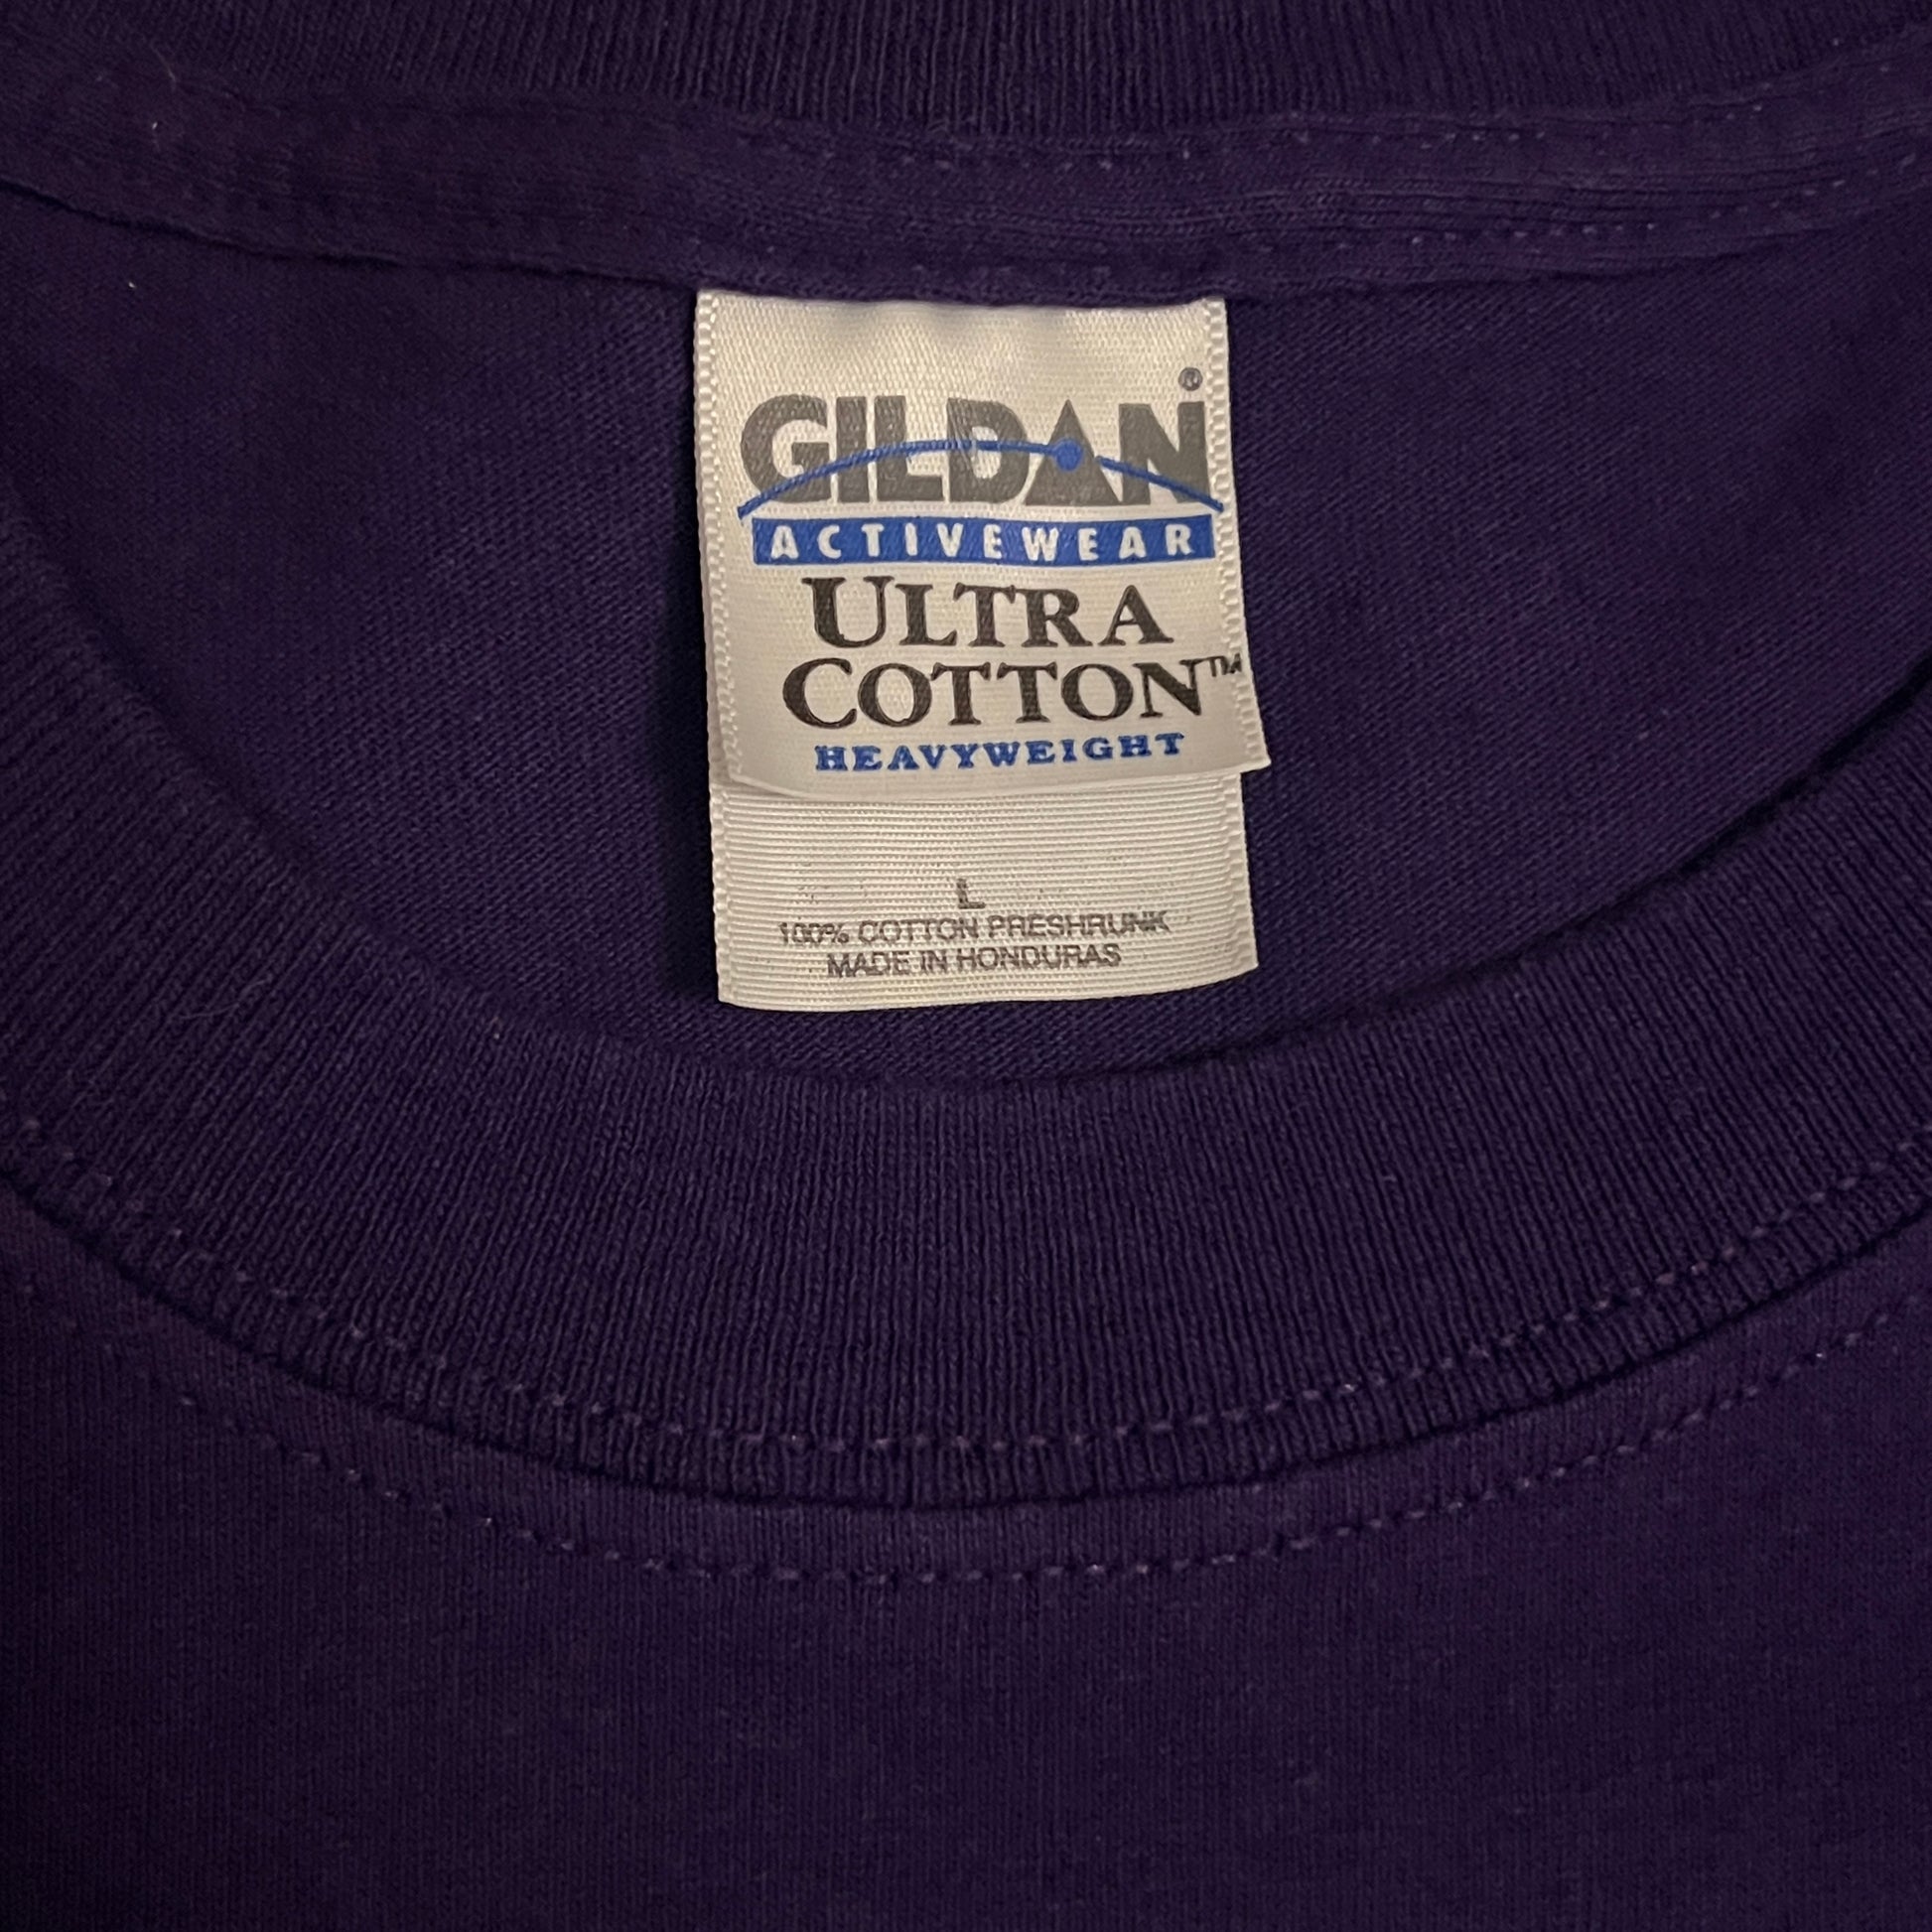 GILDAN®
ACTIVEWEAR
ULTRA
COTTON™
HEAVYWEIGHT
L
100% COTTON PRESHRUNK
MADE IN HONDURAS